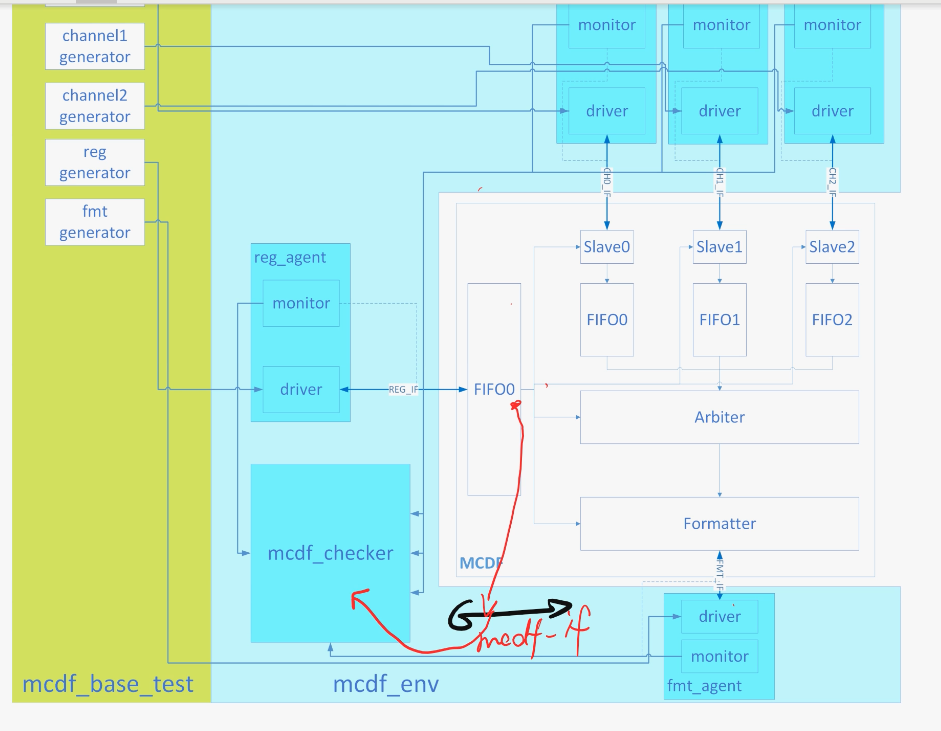 monitor
monitor
monitor
channel1
generator
channel2
generator
driver
driver
driver
reg
generator
CH0_IF
CH1_IF
CH2_IF
fmt
generator
Slave0
Slave1
Slave2
reg_agent
monitor
FIFO0
FIFO1
FIFO2
driver
REG_IF
FIFO0
Arbiter
Formatter
mcdf_checker
MCDF
FMT_IF
driver
mcdf-if
monitor
mcdf_base_test
mcdf_env
fmt_agent